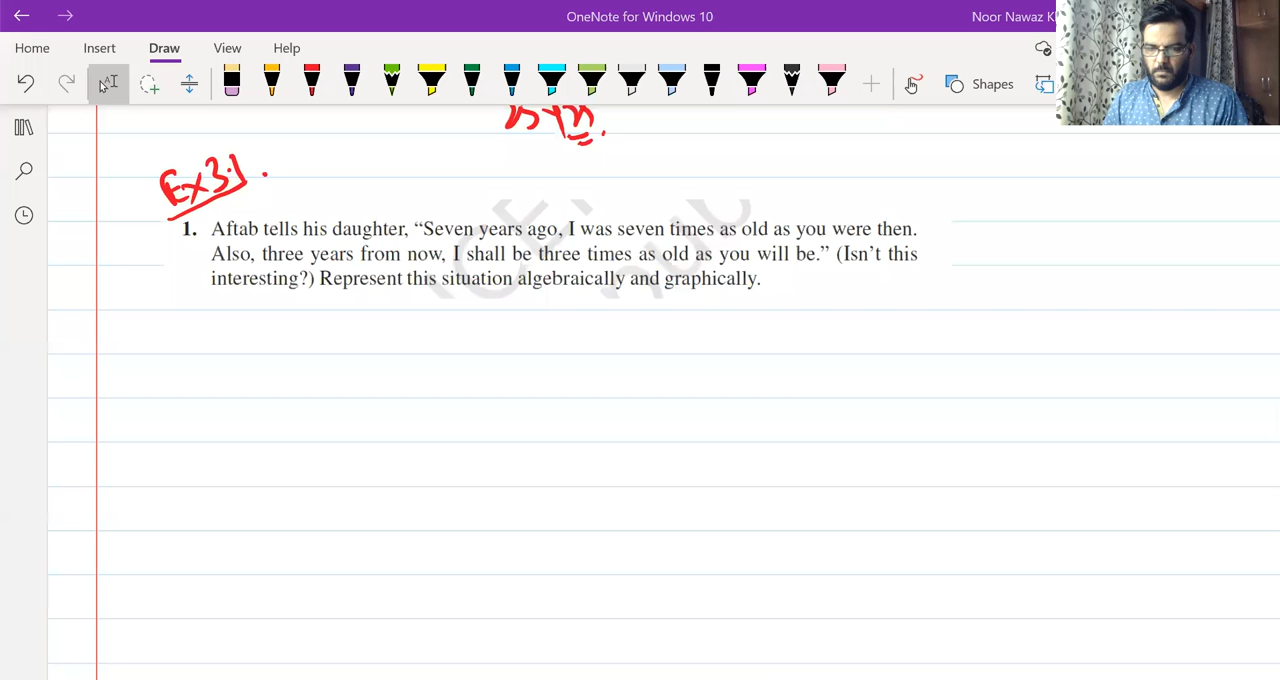 OneNote for Windows 10
Noor Nawaz K
Home Insert Draw View Help
Shapes
Ex 3.1.
1. Aftab tells his daughter, “Seven years ago, I was seven times as old as you were then.
Also, three years from now, I shall be three times as old as you will be.” (Isn’t this
interesting?) Represent this situation algebraically and graphically.